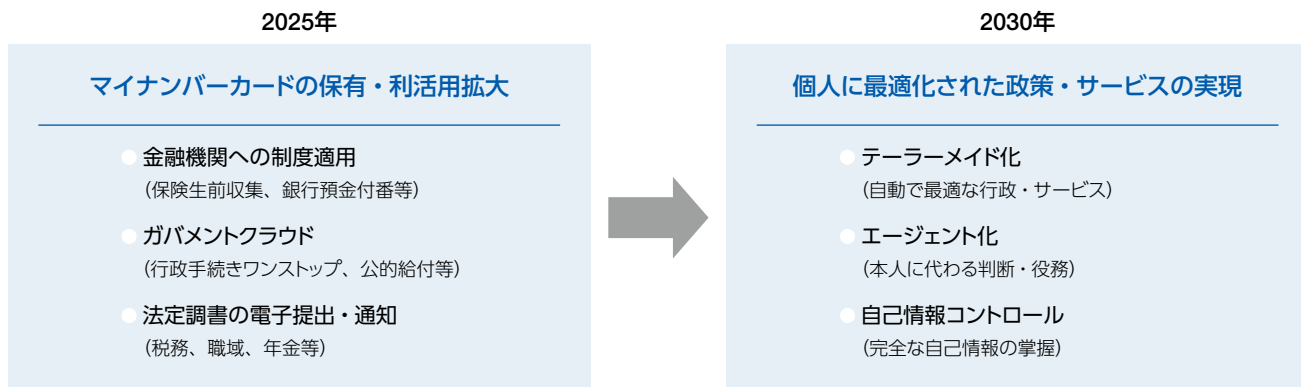 2025年
マイナンバーカードの保有・利活用拡大
金融機関への制度適用
（保険生前収集、銀行預金付番等）
ガバメントクラウド
（行政手続きワンストップ、公的給付等）
法定調書の電子提出・通知
（税務、職域、年金等）
2030年
個人に最適化された政策・サービスの実現
テーラーメイド化
（自動で最適な行政・サービス）
エージェント化
（本人に代わる判断・役務）
自己情報コントロール
（完全な自己情報の掌握）